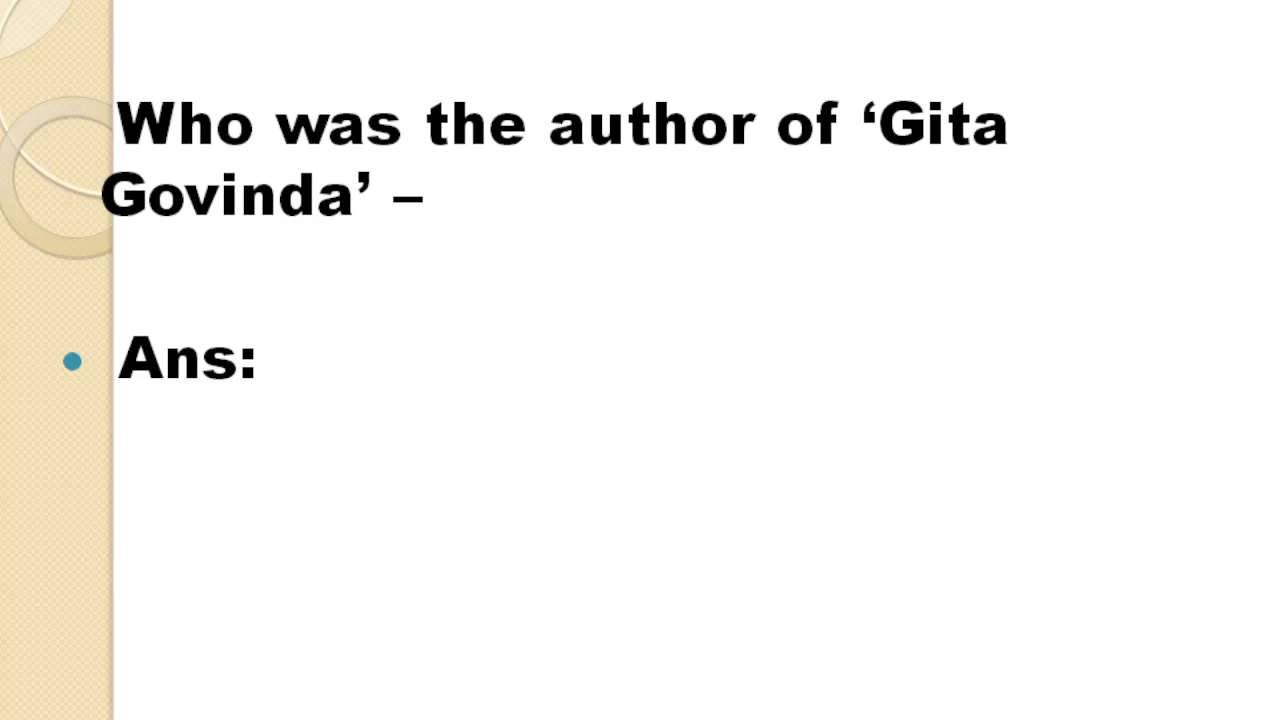 Who was the author of ‘Gita
Govinda’ –
• Ans: